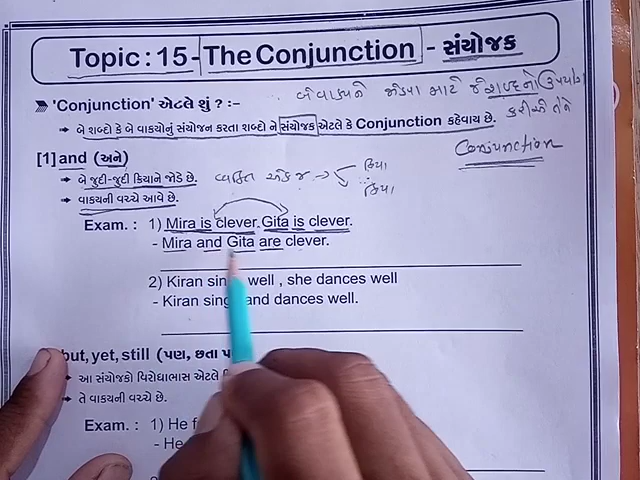 Topic : 15 - The Conjunction - સંયોજક
'Conjunction' એટલે શું ? :-
બે વાક્યને જોડવા માટે જે શબ્દનો ઉપયોગ
કરીએ તેને
Conjunction
બે શબ્દો કે બે વાક્યોનું સંયોજન કરતા શબ્દો ને સંયોજક એટલે કે Conjunction કહેવાય છે.
[1] and (અને)
બે જુદી-જુદી ક્રિયાને જોડે છે.
વ્યક્તિ એક જ → ક્રિયા
ક્રિયા
વાક્યની વચ્ચે આવે છે.
Exam. : 1) Mira is clever. Gita is clever.
- Mira and Gita are clever.
2) Kiran well , she dances well
- Kiran and dances well.
but, yet, still (પણ, છતા
આ સંયોજકો વિરોધાભાસ એટલે
તે વાક્યની વચ્ચે છે.
Exam. : 1) He
- He